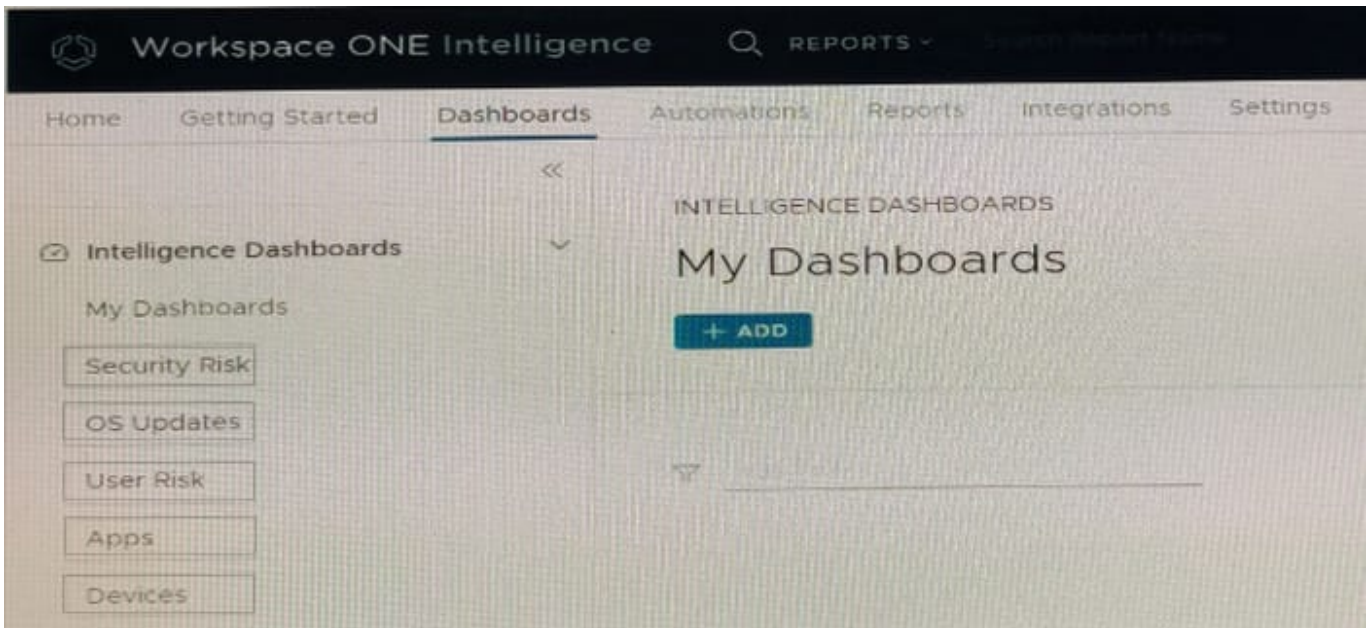 Workspace ONE Intelligence REPORTS
Home Getting Started Dashboards Automations Reports Integrations Settings
INTELLIGENCE DASHBOARDS
My Dashboards
+ ADD
Intelligence Dashboards
My Dashboards
Security Risk
OS Updates
User Risk
Apps
Devices